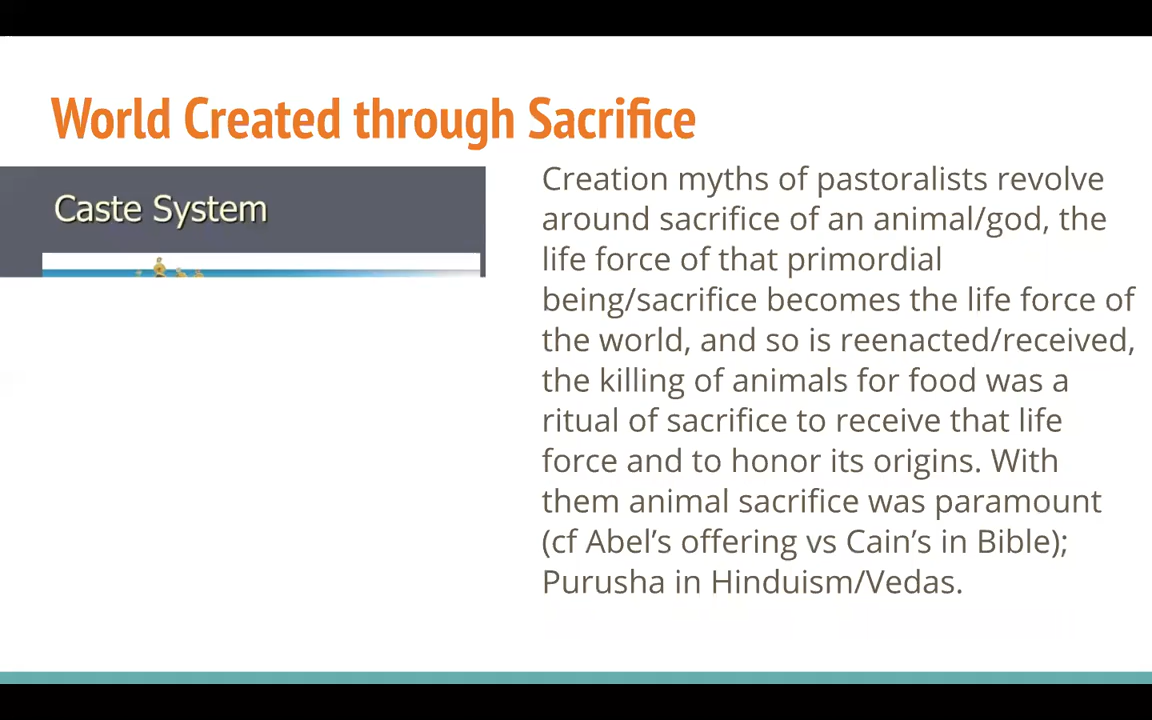 World Created through Sacrifice
Caste System
Creation myths of pastoralists revolve
around sacrifice of an animal/god, the
life force of that primordial
being/sacrifice becomes the life force of
the world, and so is reenacted/received,
the killing of animals for food was a
ritual of sacrifice to receive that life
force and to honor its origins. With
them animal sacrifice was paramount
(cf Abel's offering vs Cain's in Bible);
Purusha in Hinduism/Vedas.